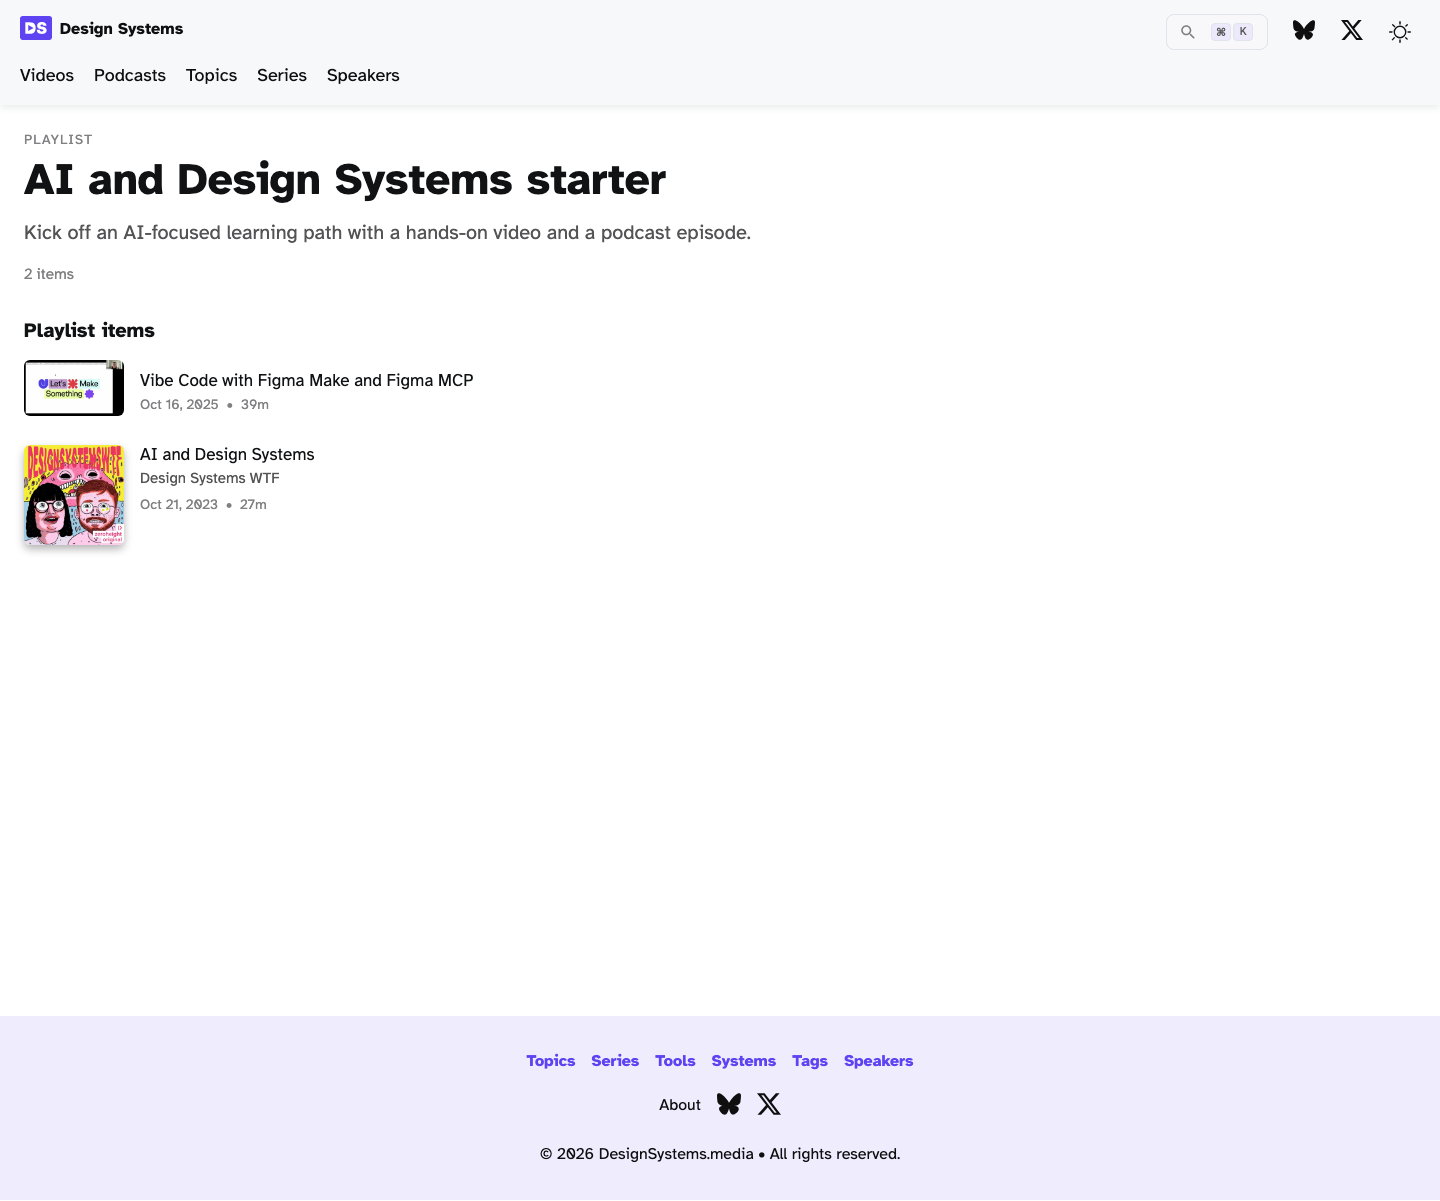 DS Design Systems
⌘ K
Videos Podcasts Topics Series Speakers
PLAYLIST
AI and Design Systems starter
Kick off an AI-focused learning path with a hands-on video and a podcast episode.
2 items
Playlist items
Let's Make
Something
Vibe Code with Figma Make and Figma MCP
Oct 16, 2025 • 39m
DESIGNSYSTEMSWTF
zeroheight
original
AI and Design Systems
Design Systems WTF
Oct 21, 2023 • 27m
Topics Series Tools Systems Tags Speakers
About
© 2026 DesignSystems.media • All rights reserved.